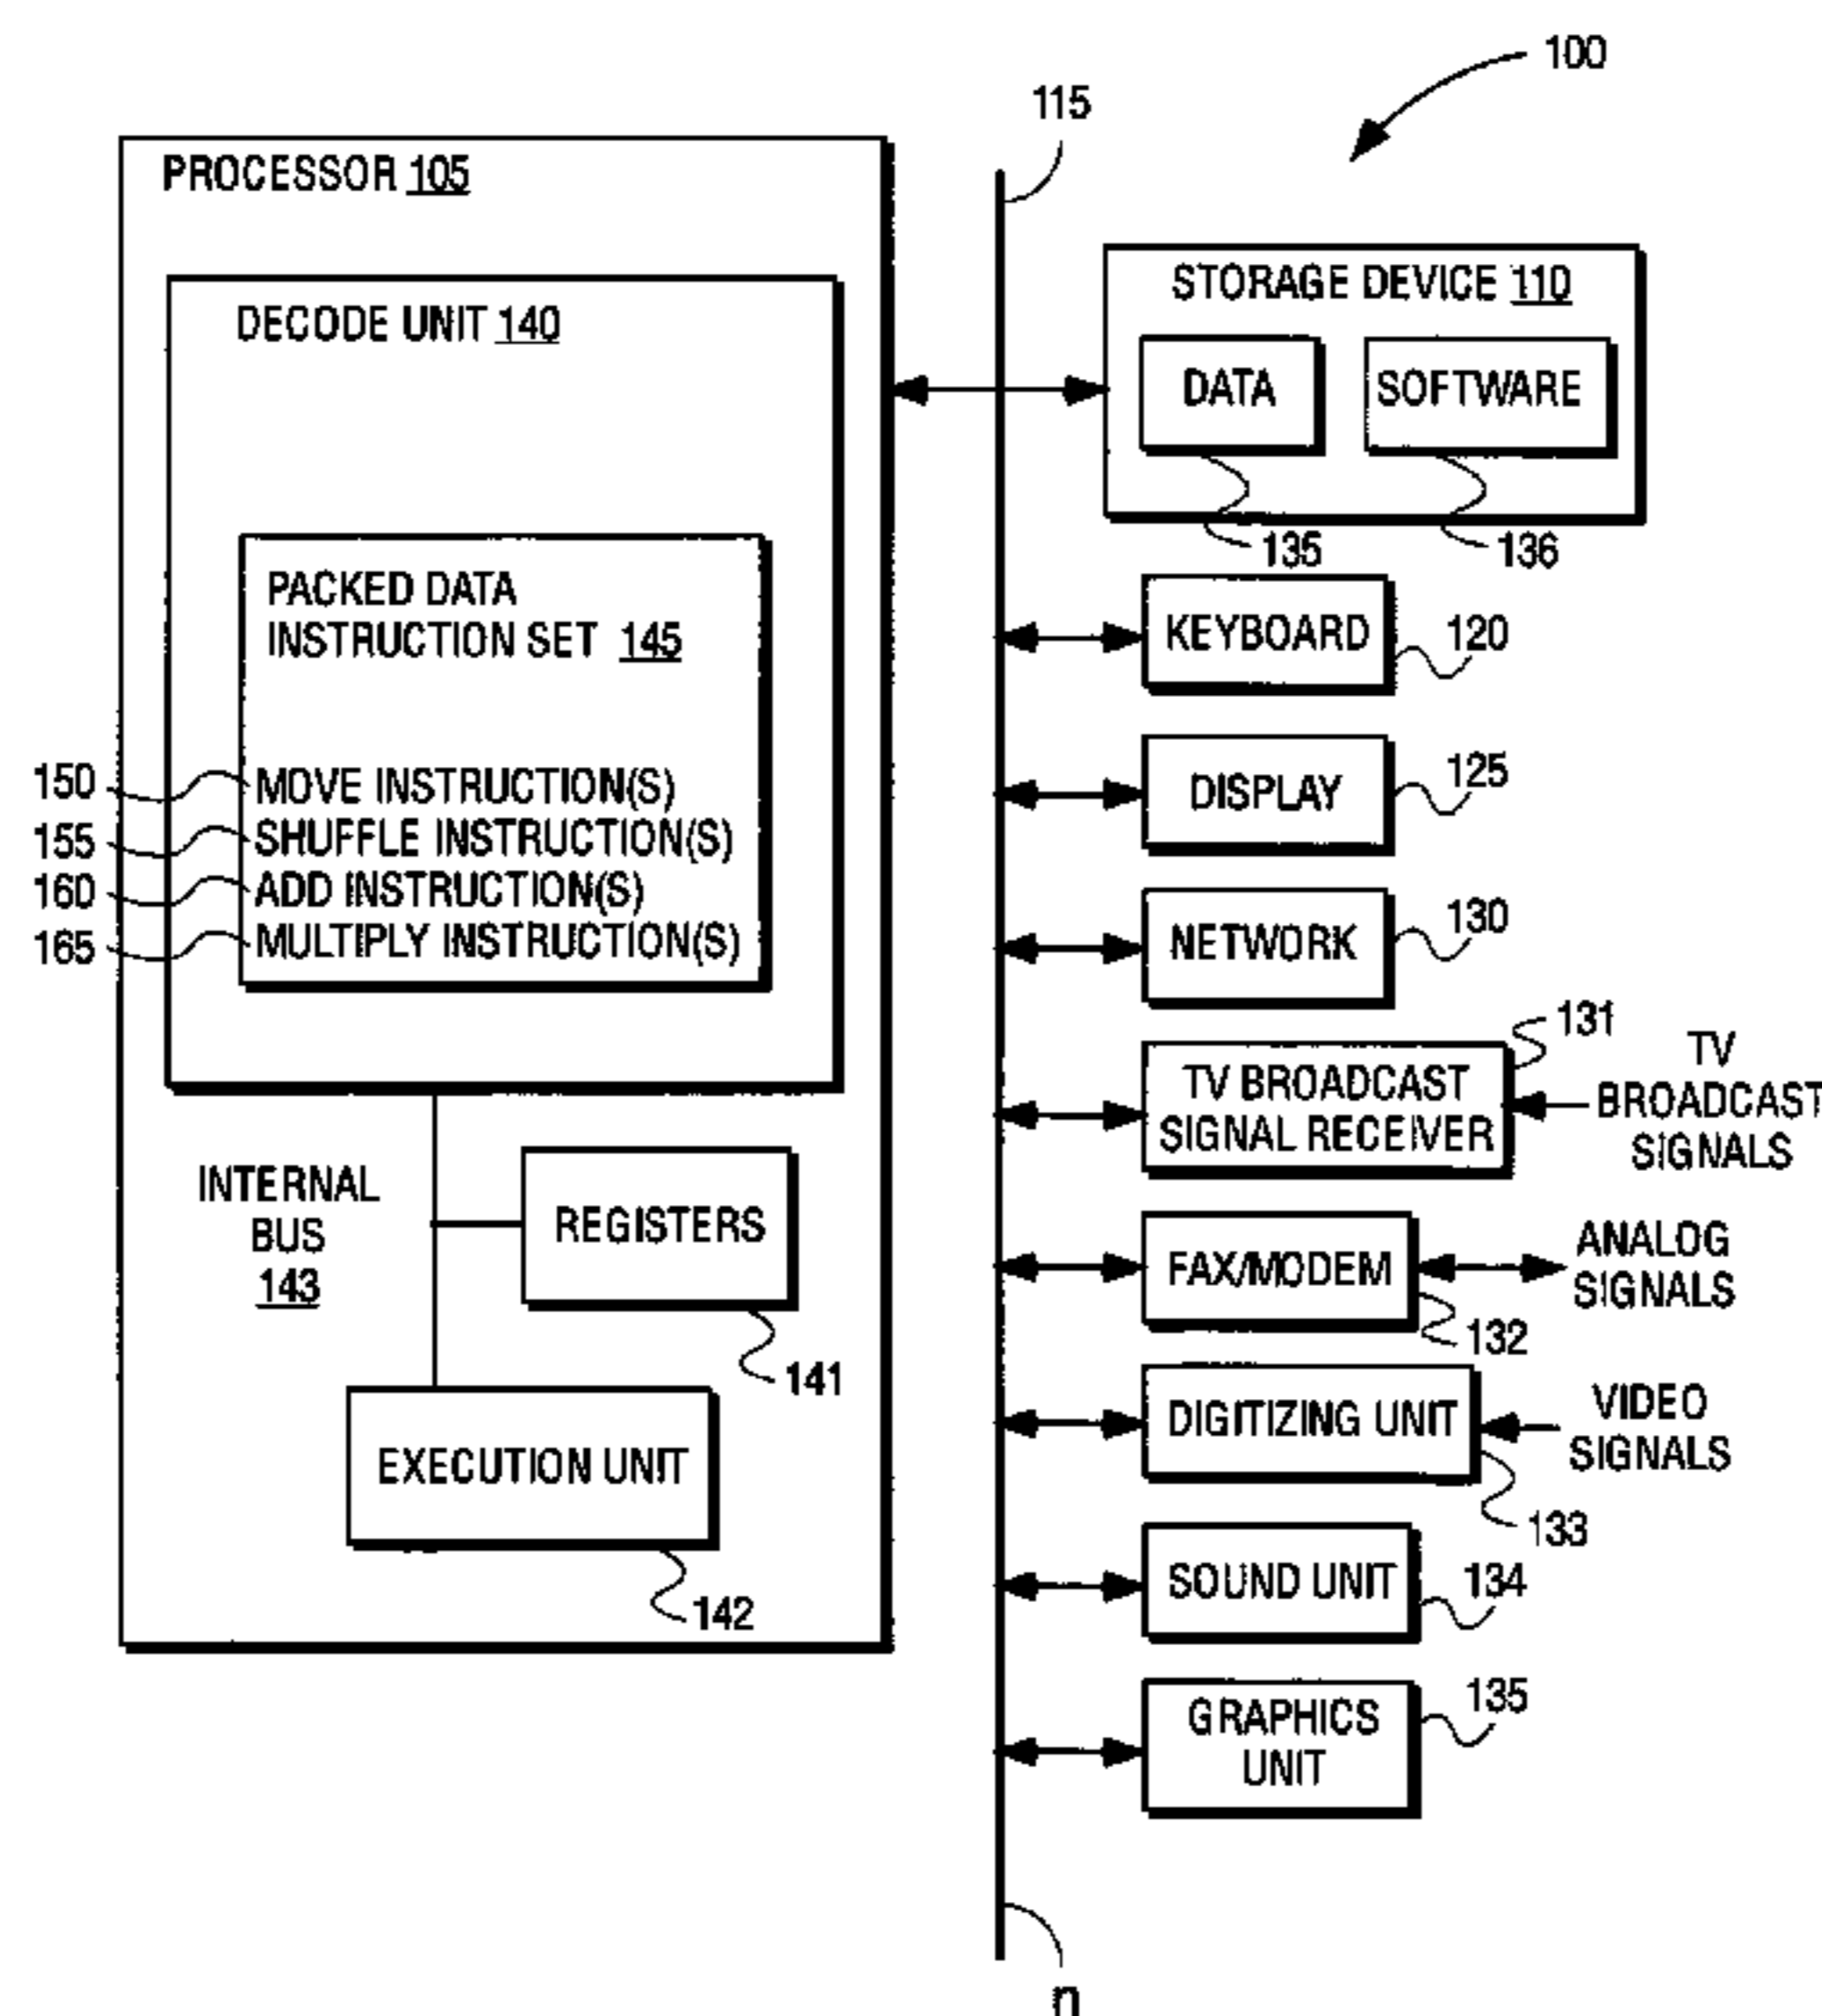 100
115
PROCESSOR 105
DECODE UNIT 140
PACKED DATA
INSTRUCTION SET 145
150
MOVE INSTRUCTION(S)
155
SHUFFLE INSTRUCTION(S)
160
ADD INSTRUCTION(S)
165
MULTIPLY INSTRUCTION(S)
INTERNAL
BUS
143
REGISTERS
141
EXECUTION UNIT
142
STORAGE DEVICE 110
DATA
SOFTWARE
135
136
KEYBOARD
120
DISPLAY
125
NETWORK
130
131
TV BROADCAST
SIGNAL RECEIVER
TV
BROADCAST
SIGNALS
FAX/MODEM
132
ANALOG
SIGNALS
DIGITIZING UNIT
133
VIDEO
SIGNALS
SOUND UNIT
134
GRAPHICS
UNIT
135
n